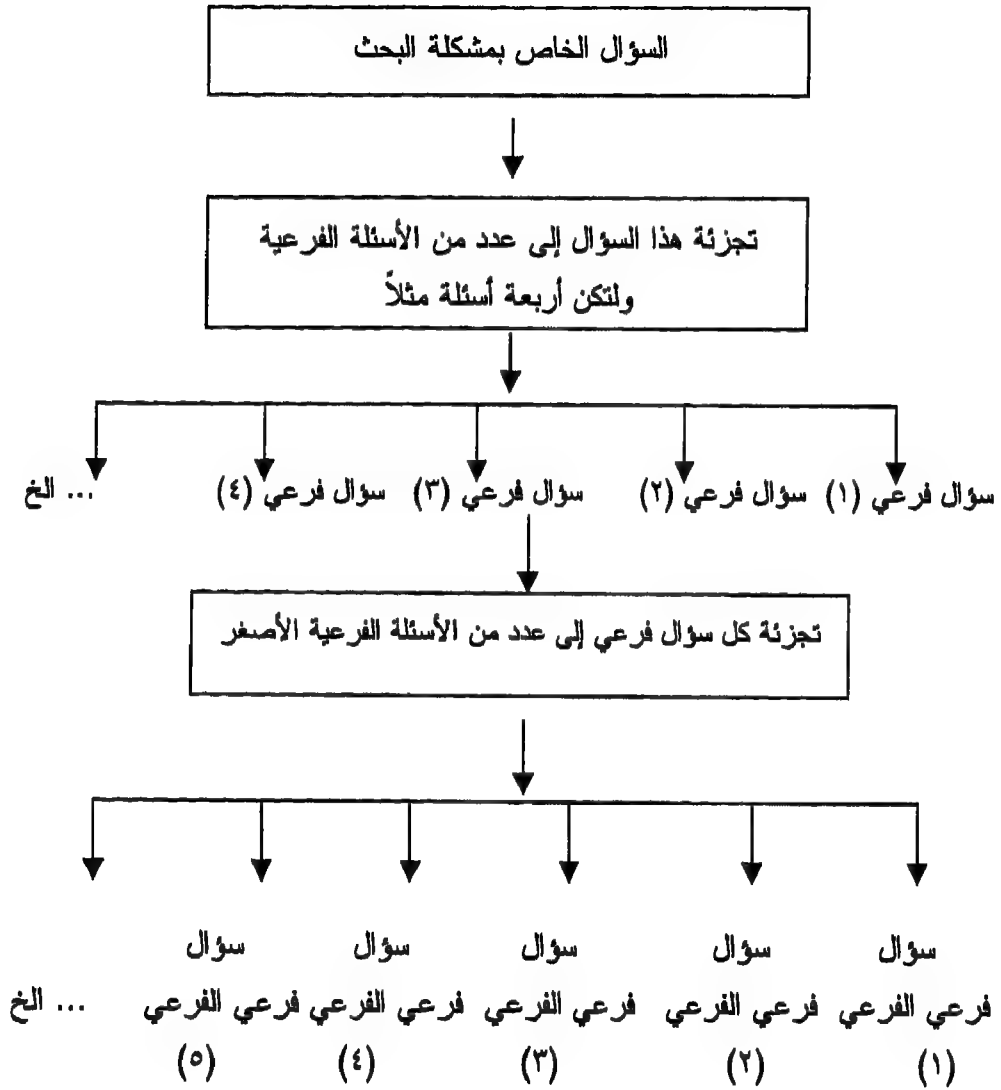 السؤال الخاص بمشكلة البحث
تجزئة هذا السؤال إلى عدد من الأسئلة الفرعية
ولتكن أربعة أسئلة مثلاً
سؤال فرعي (١) سؤال فرعي (٢) سؤال فرعي (٣) سؤال فرعي (٤) ... الخ
تجزئة كل سؤال فرعي إلى عدد من الأسئلة الفرعية الأصغر
سؤال سؤال سؤال سؤال سؤال
فرعي الفرعي فرعي الفرعي فرعي الفرعي فرعي الفرعي فرعي الفرعي ... الخ
(١) (٢) (٣) (٤) (٥)